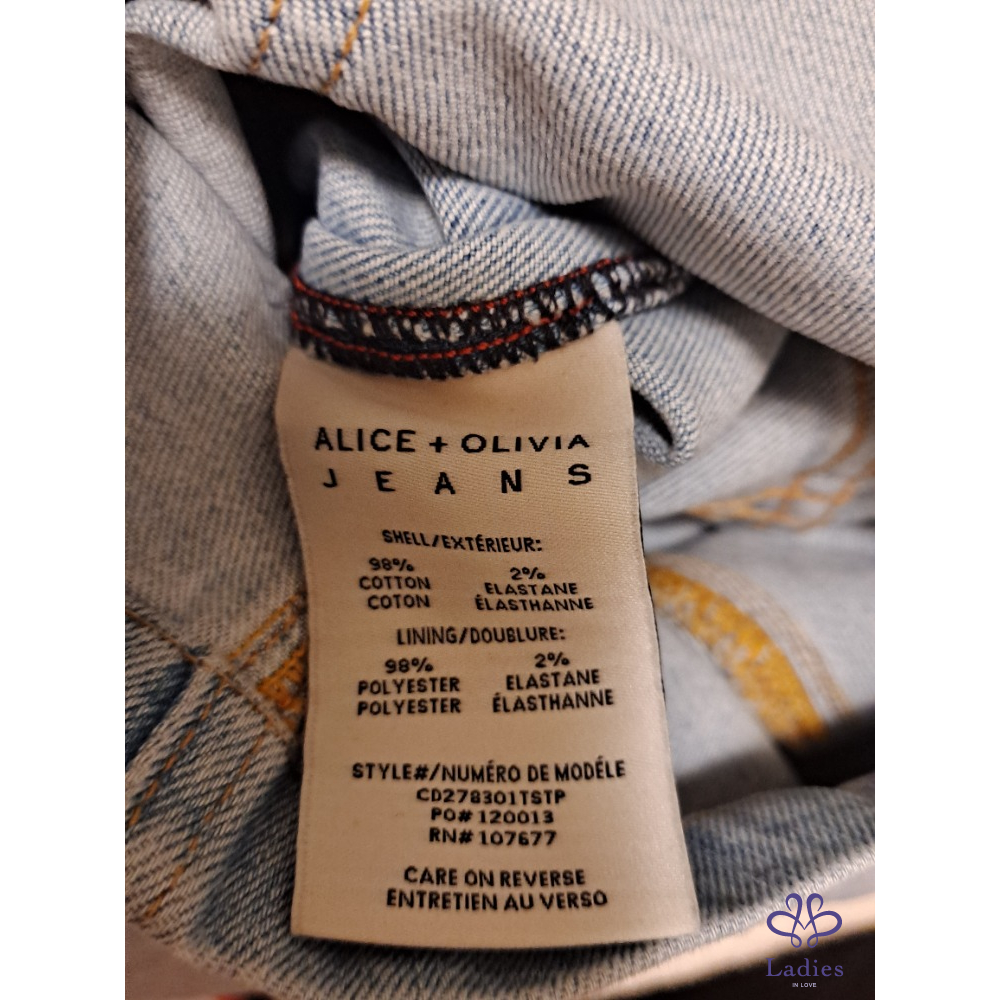 ALICE + OLIVIA
JEANS
SHELL/EXTÉRIEUR:
98% 2%
COTTON ELASTANE
COTON ÉLASTHANNE
LINING/DOUBLURE:
98% 2%
POLYESTER ELASTANE
POLYESTER ÉLASTHANNE
STYLE#/NUMÉRO DE MODÉLE
CD278301TSTP
PO# 120013
RN# 107677
CARE ON REVERSE
ENTRETIEN AU VERSO
Ladies
IN LOVE